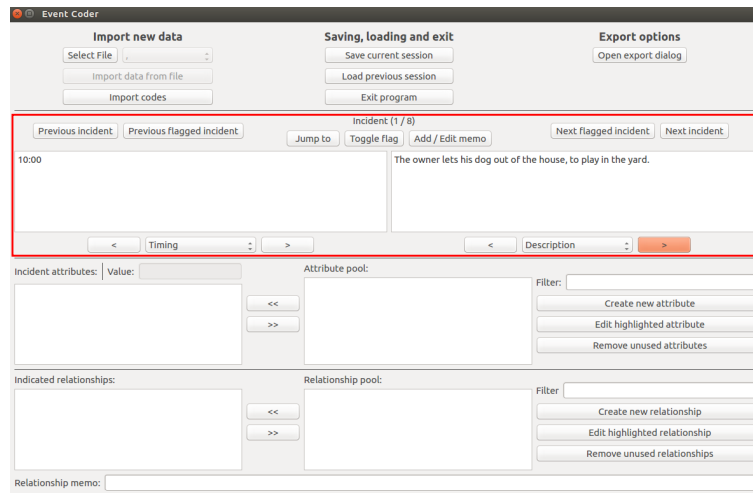 Event Coder
Import new data
Saving, loading and exit
Export options
Select File
Save current session
Open export dialog
Import data from file
Load previous session
Import codes
Exit program
Incident (1 / 8)
Previous incident Previous flagged incident
Jump to Toggle flag Add / Edit memo
Next flagged incident Next incident
10:00
The owner lets his dog out of the house, to play in the yard.
< Timing >
< Description >
Incident attributes: Value:
Attribute pool:
Filter:
<<
Create new attribute
>>
Edit highlighted attribute
Remove unused attributes
Indicated relationships:
Relationship pool:
Filter
<<
Create new relationship
>>
Edit highlighted relationship
Remove unused relationships
Relationship memo: